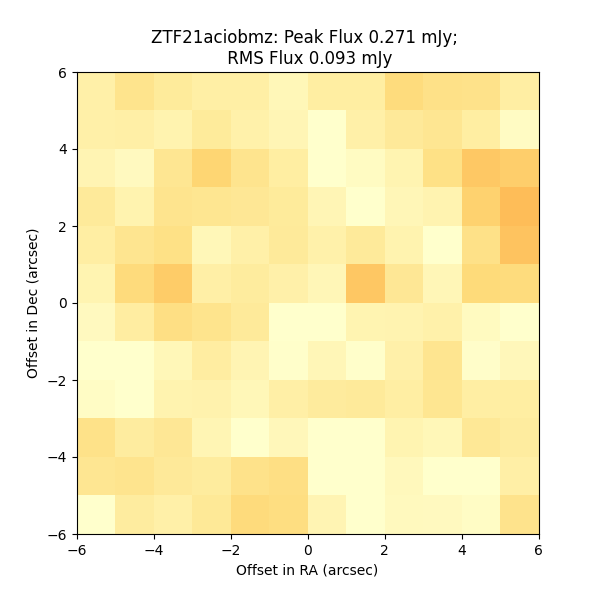 ZTF21aciobmz: Peak Flux 0.271 mJy;
RMS Flux 0.093 mJy
6
4
2
0
−2
−4
−6
Offset in Dec (arcsec)
−6 −4 −2 0 2 4 6
Offset in RA (arcsec)